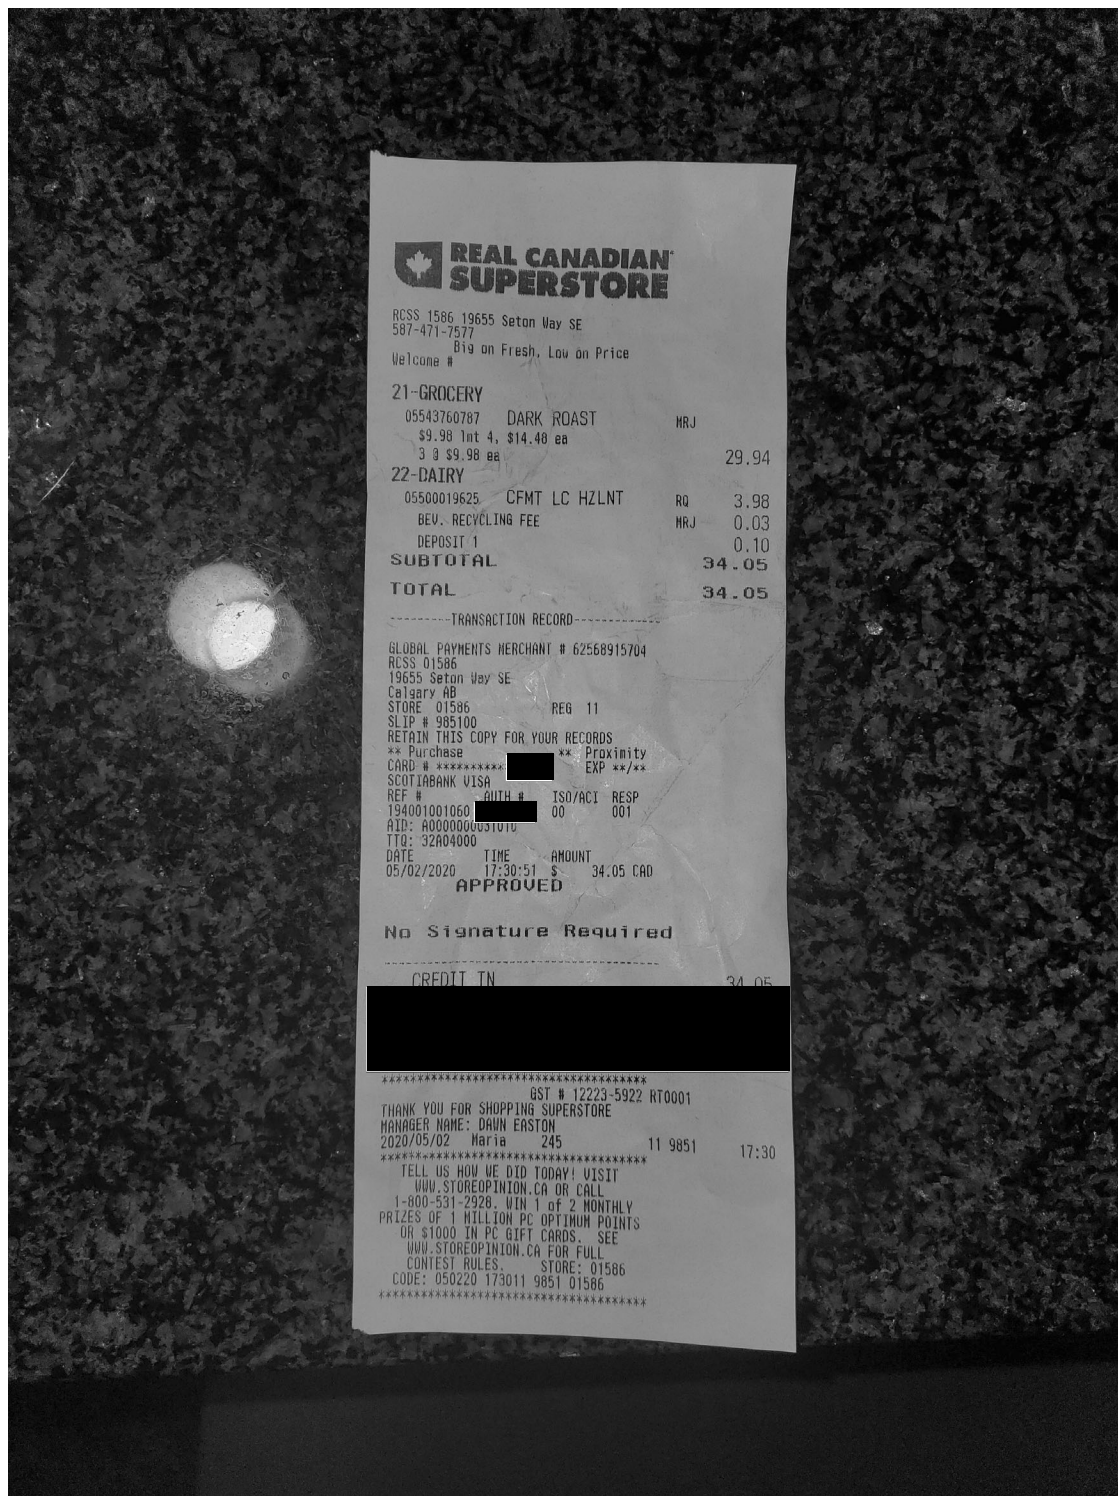 REAL CANADIAN
SUPERSTORE
RCSS 1586 19655 Seton Way SE
587-471-7577
Big on Fresh, Low on Price
Welcome #
21-GROCERY
05543760787 DARK ROAST MRJ
$9.98 lmt 4, $14.48 ea
3 @ $9.98 ea 29.94
22-DAIRY
05500019625 CFMT LC HZLNT RQ 3.98
BEV. RECYCLING FEE MRJ 0.03
DEPOSIT 1 0.10
SUBTOTAL 34.05
TOTAL 34.05
---------TRANSACTION RECORD-------------
GLOBAL PAYMENTS MERCHANT # 62568915704
RCSS 01586
19655 Seton Way SE
Calgary AB
STORE 01586 REG 11
SLIP # 985100
RETAIN THIS COPY FOR YOUR RECORDS
** Purchase ** Proximity
CARD # ********** EXP **/**
SCOTIABANK VISA
REF # AUTH # ISO/ACI RESP
194001001060 00 001
AID: A0000000031010
TTQ: 32A04000
DATE TIME AMOUNT
05/02/2020 17:30:51 $ 34.05 CAD
APPROVED
No Signature Required
----------------------------------------
CREDIT TN 34.05
****************************************
GST # 12223-5922 RT0001
THANK YOU FOR SHOPPING SUPERSTORE
MANAGER NAME: DAWN EASTON
2020/05/02 Maria 245 11 9851 17:30
****************************************
TELL US HOW WE DID TODAY! VISIT
WWW.STOREOPINION.CA OR CALL
1-800-531-2928. WIN 1 of 2 MONTHLY
PRIZES OF 1 MILLION PC OPTIMUM POINTS
OR $1000 IN PC GIFT CARDS. SEE
WWW.STOREOPINION.CA FOR FULL
CONTEST RULES. STORE: 01586
CODE: 050220 173011 9851 01586
****************************************